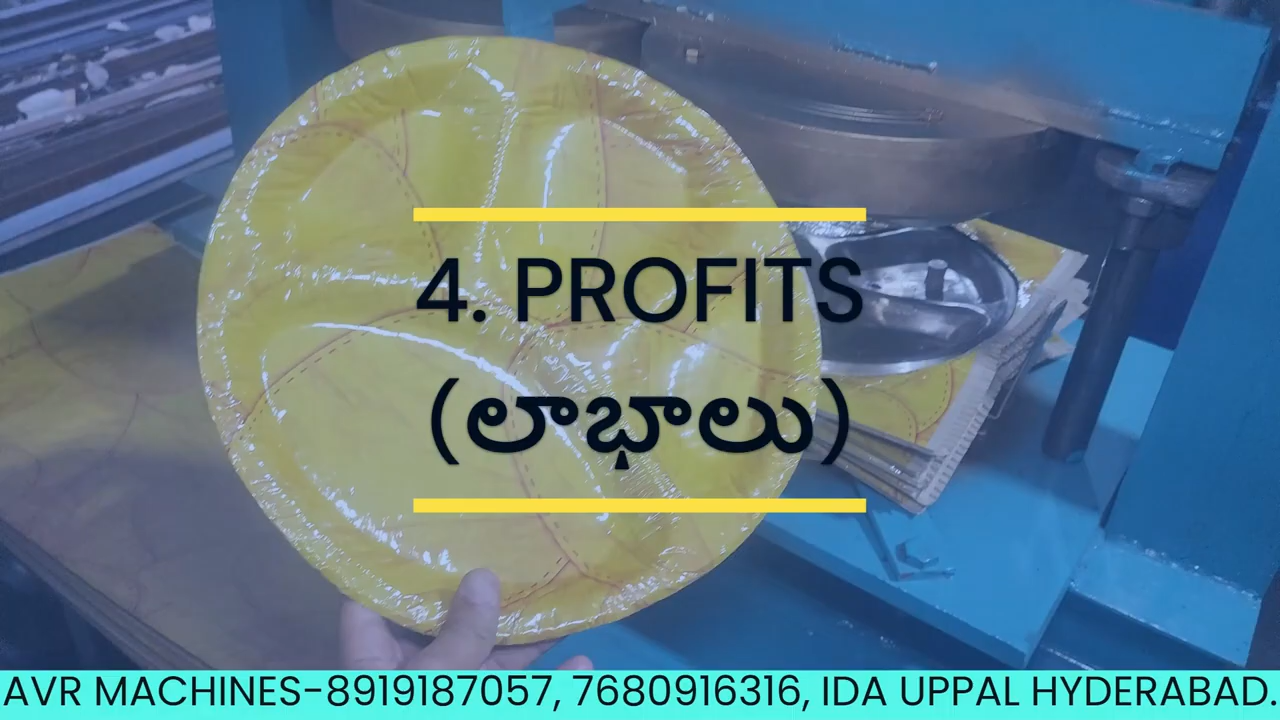 4. PROFITS
(లాభాలు)
AVR MACHINES-8919187057, 7680916316, IDA UPPAL HYDERABAD.